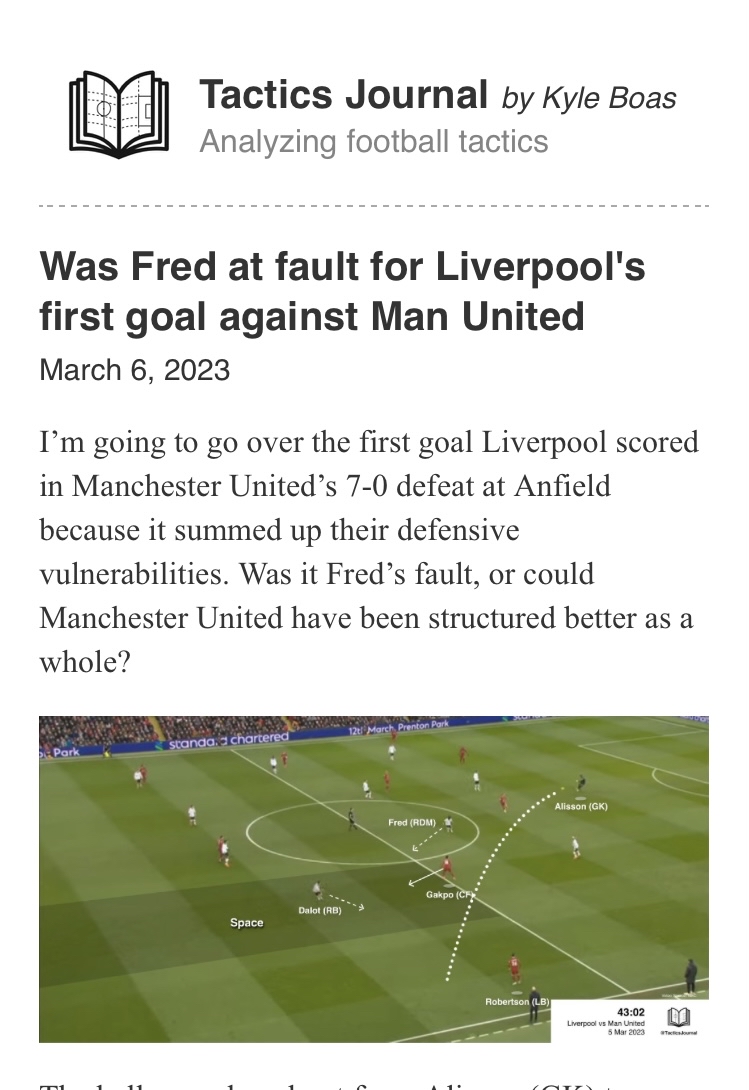 Tactics Journal by Kyle Boas
Analyzing football tactics
Was Fred at fault for Liverpool's
first goal against Man United
March 6, 2023
I’m going to go over the first goal Liverpool scored
in Manchester United’s 7-0 defeat at Anfield
because it summed up their defensive
vulnerabilities. Was it Fred’s fault, or could
Manchester United have been structured better as a
whole?
Park
standa d chartered
12th March, Prenton Park
Alisson (GK)
Fred (RDM)
Gakpo (CF)
Dalot (RB)
Space
Robertson (LB)
43:02
Liverpool vs Man United
5 Mar 2023
@TacticsJournal